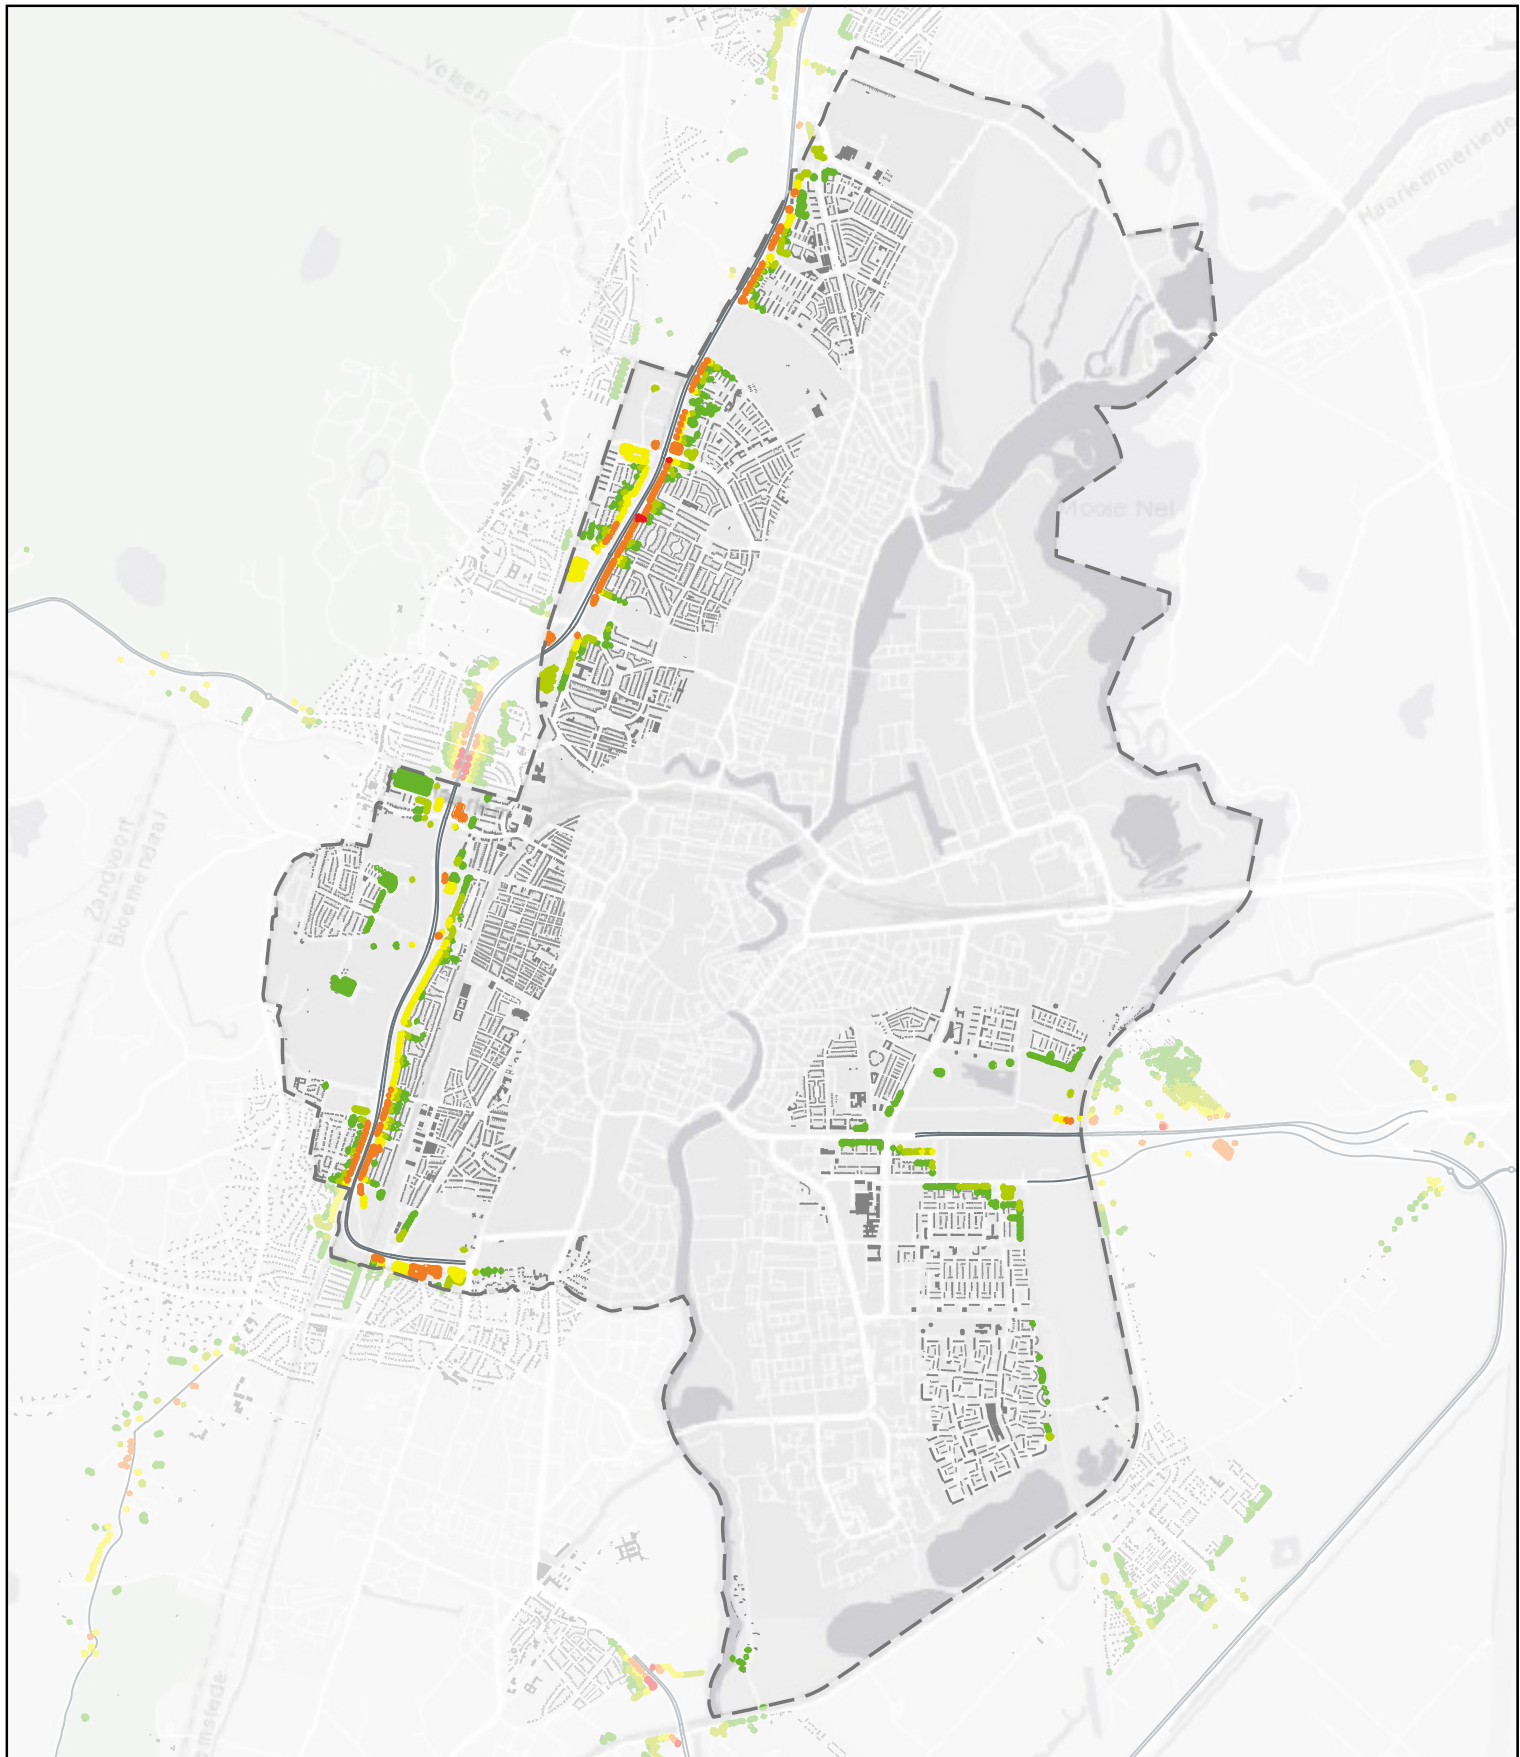 Velsen
Haarlemmerliede
Mooie Nel
Zandvoort
Bloemendaal